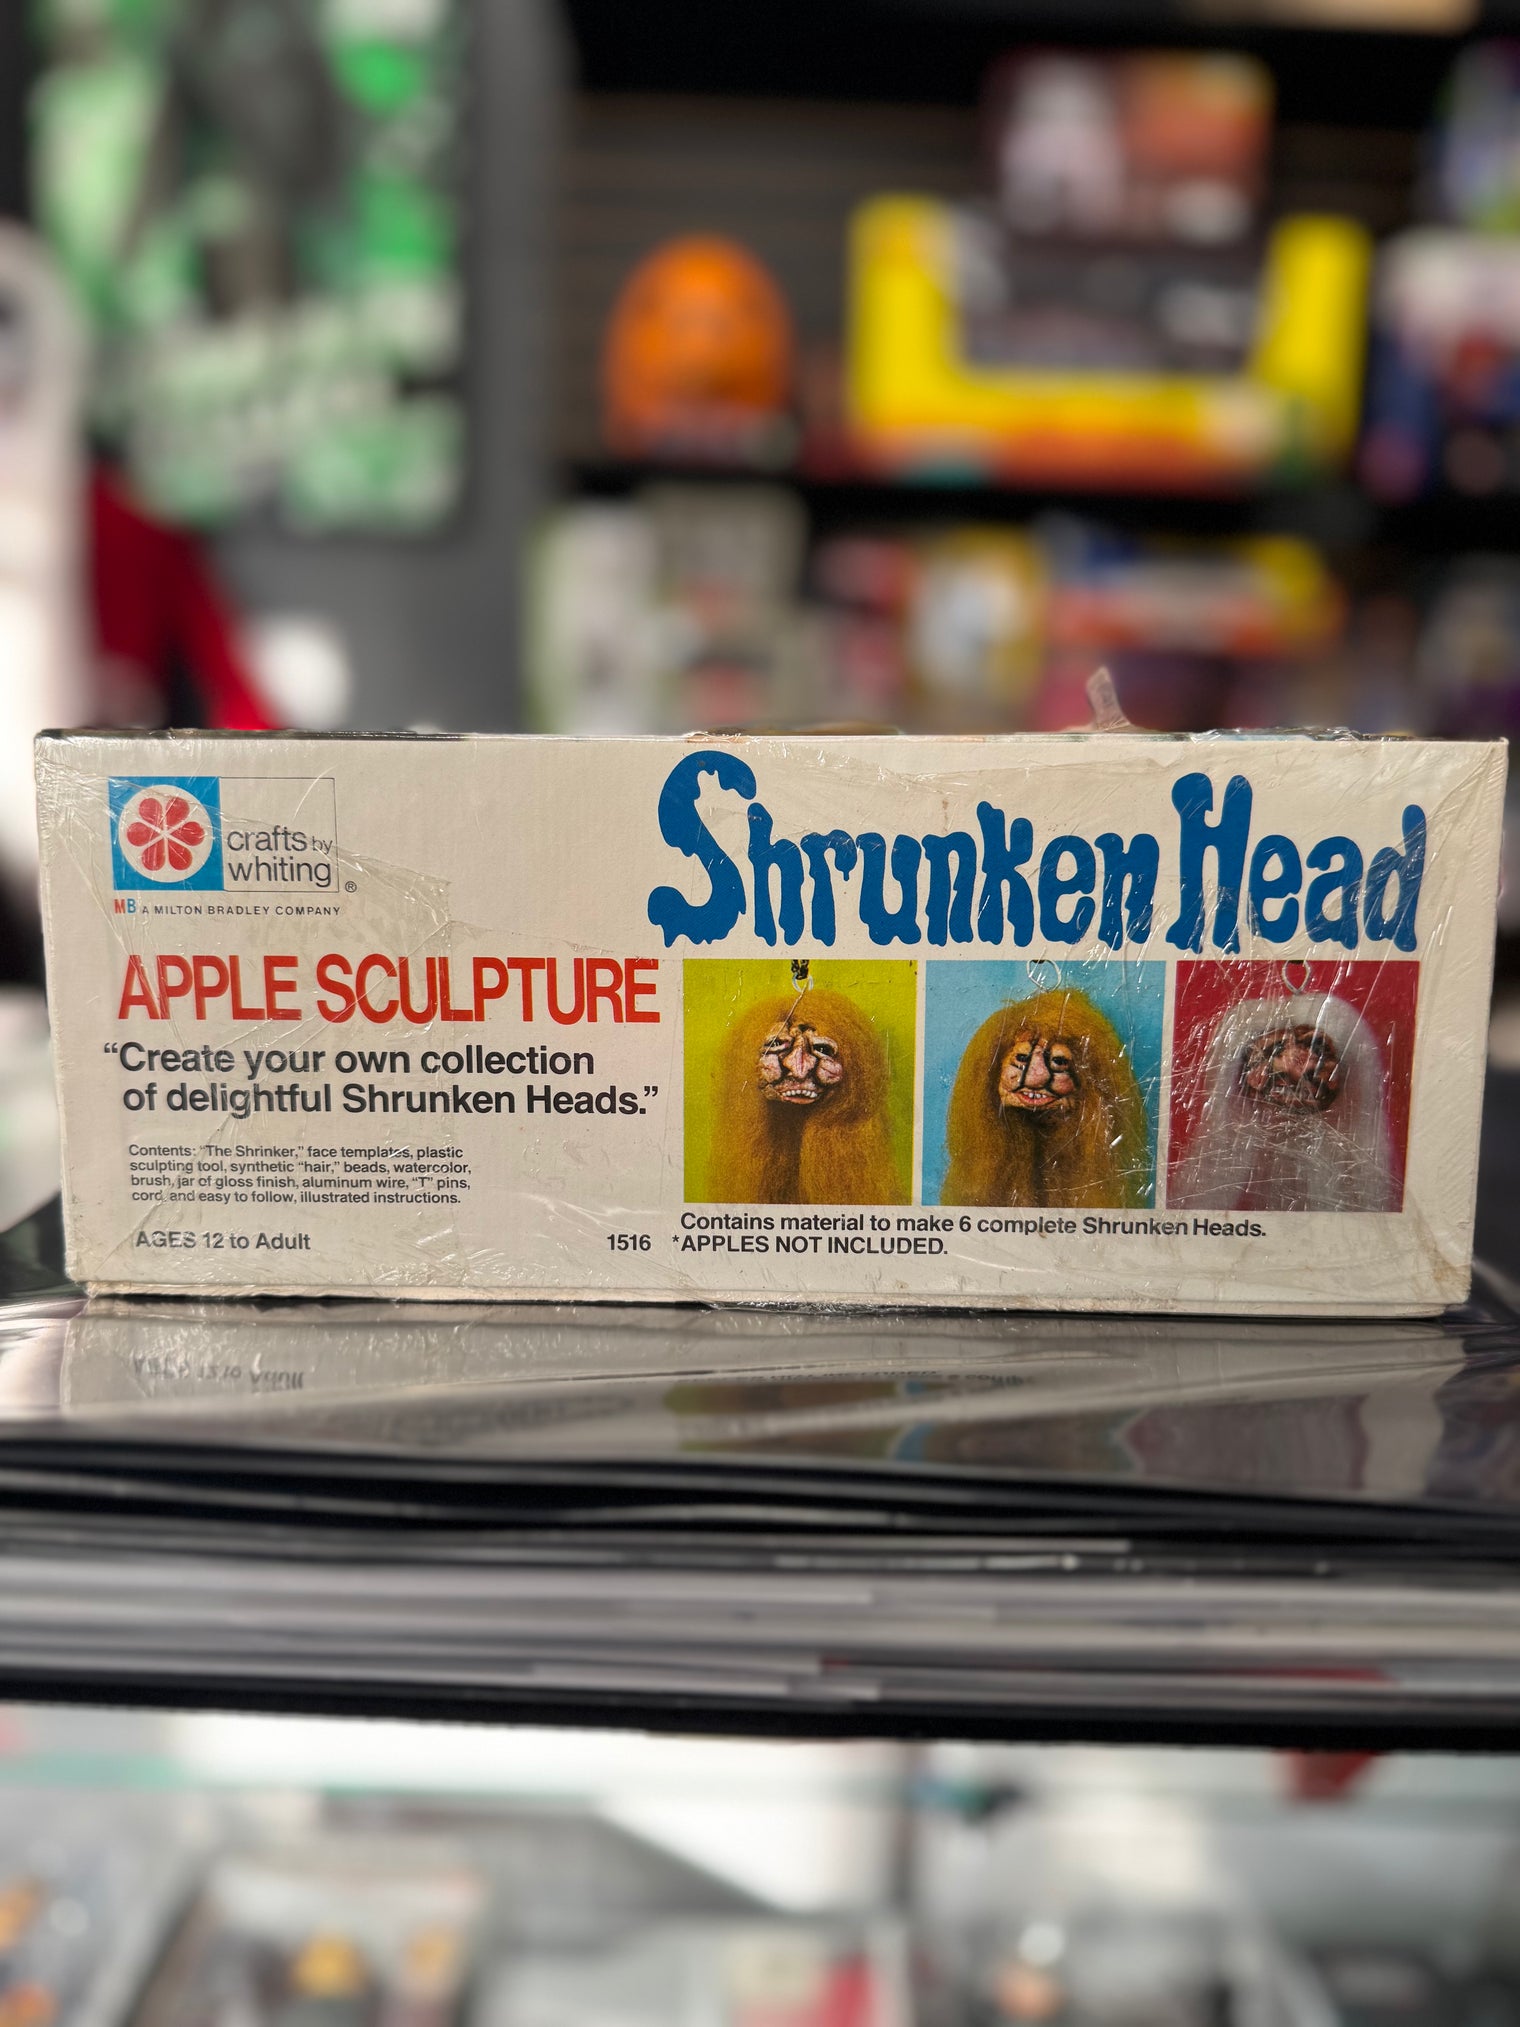 crafts by
whiting
®
MB A MILTON BRADLEY COMPANY
Shrunken Head
APPLE SCULPTURE
“Create your own collection
of delightful Shrunken Heads.”
Contents: “The Shrinker,” face templates, plastic
sculpting tool, synthetic “hair,” beads, watercolor,
brush, jar of gloss finish, aluminum wire, “T” pins,
cord, and easy to follow, illustrated instructions.
AGES 12 to Adult
1516
Contains material to make 6 complete Shrunken Heads.
*APPLES NOT INCLUDED.